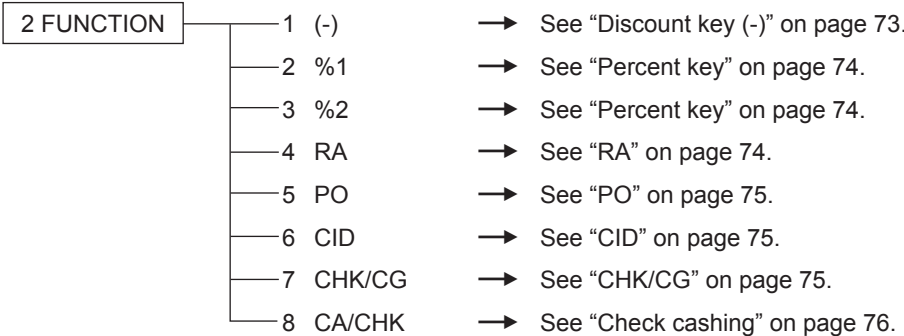 2 FUNCTION 1 (-) See “Discount key (-)” on page 73.
2 %1 See “Percent key” on page 74.
3 %2 See “Percent key” on page 74.
4 RA See “RA” on page 74.
5 PO See “PO” on page 75.
6 CID See “CID” on page 75.
7 CHK/CG See “CHK/CG” on page 75.
8 CA/CHK See “Check cashing” on page 76.